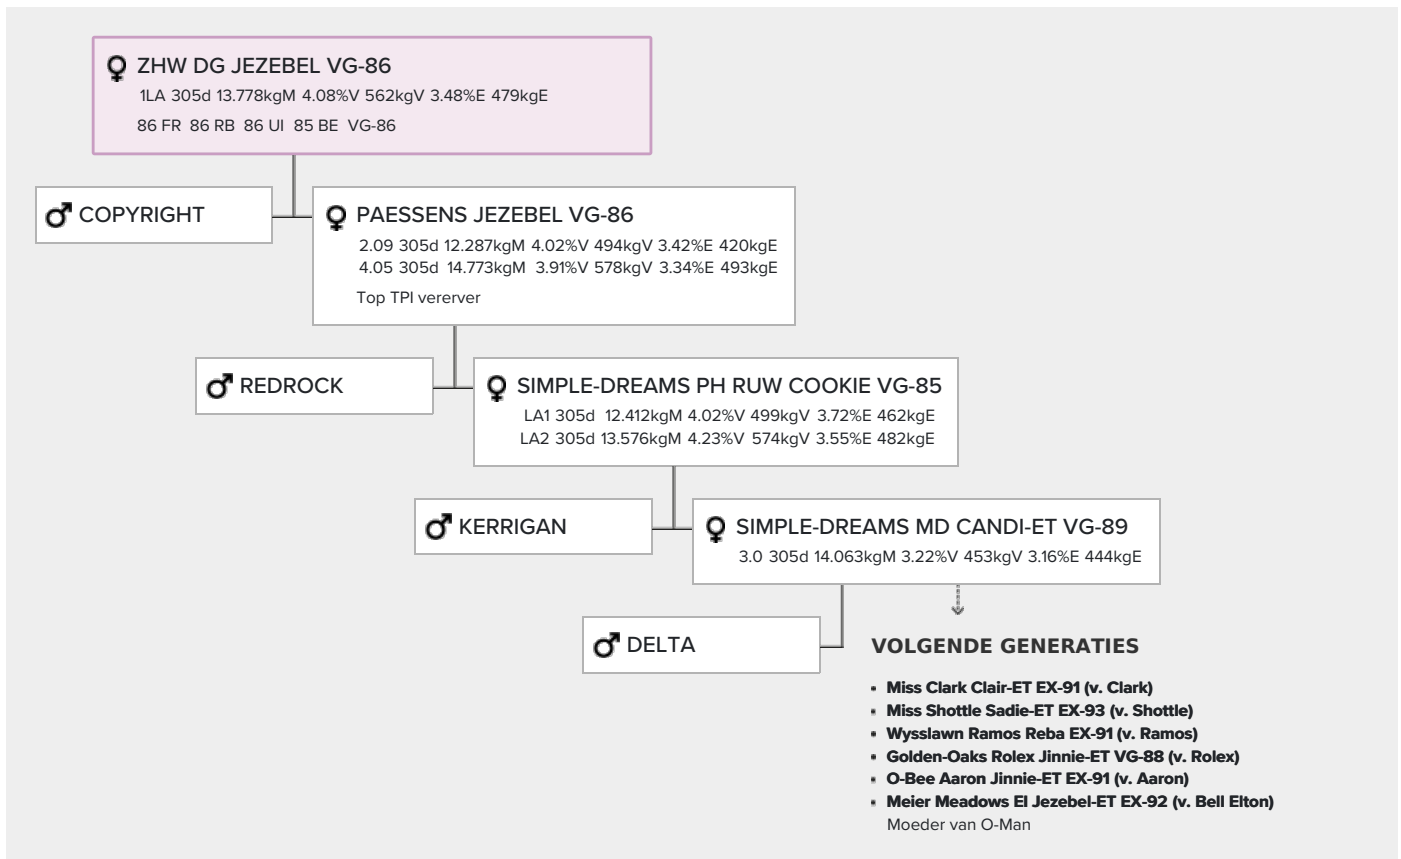 ZHW DG JEZEBEL VG-86
1LA 305d 13.778kgM 4.08%V 562kgV 3.48%E 479kgE
86 FR 86 RB 86 UI 85 BE VG-86
COPYRIGHT
PAESSENS JEZEBEL VG-86
2.09 305d 12.287kgM 4.02%V 494kgV 3.42%E 420kgE
4.05 305d 14.773kgM 3.91%V 578kgV 3.34%E 493kgE
Top TPI vererver
REDROCK
SIMPLE-DREAMS PH RUW COOKIE VG-85
LA1 305d 12.412kgM 4.02%V 499kgV 3.72%E 462kgE
LA2 305d 13.576kgM 4.23%V 574kgV 3.55%E 482kgE
KERRIGAN
SIMPLE-DREAMS MD CANDI-ET VG-89
3.0 305d 14.063kgM 3.22%V 453kgV 3.16%E 444kgE
DELTA
VOLGENDE GENERATIES
Miss Clark Clair-ET EX-91 (v. Clark)
Miss Shottle Sadie-ET EX-93 (v. Shottle)
Wysslawn Ramos Reba EX-91 (v. Ramos)
Golden-Oaks Rolex Jinnie-ET VG-88 (v. Rolex)
O-Bee Aaron Jinnie-ET EX-91 (v. Aaron)
Meier Meadows El Jezebel-ET EX-92 (v. Bell Elton)
Moeder van O-Man